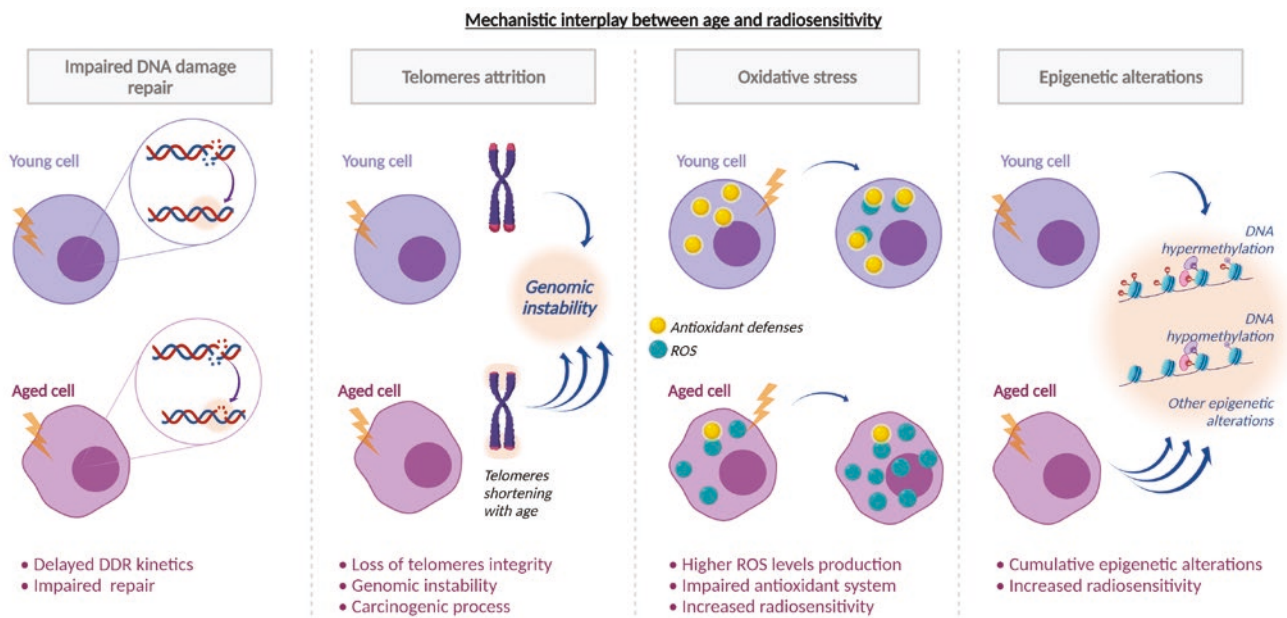 Mechanistic interplay between age and radiosensitivity
Impaired DNA damage
repair
Young cell
Aged cell
• Delayed DDR kinetics
• Impaired repair
Telomeres attrition
Young cell
Genomic
instability
Aged cell
Telomeres
shortening
with age
• Loss of telomeres integrity
• Genomic instability
• Carcinogenic process
Oxidative stress
Young cell
Antioxidant defenses
ROS
Aged cell
• Higher ROS levels production
• Impaired antioxidant system
• Increased radiosensitivity
Epigenetic alterations
Young cell
DNA
hypermethylation
DNA
hypomethylation
Other epigenetic
alterations
Aged cell
• Cumulative epigenetic alterations
• Increased radiosensitivity